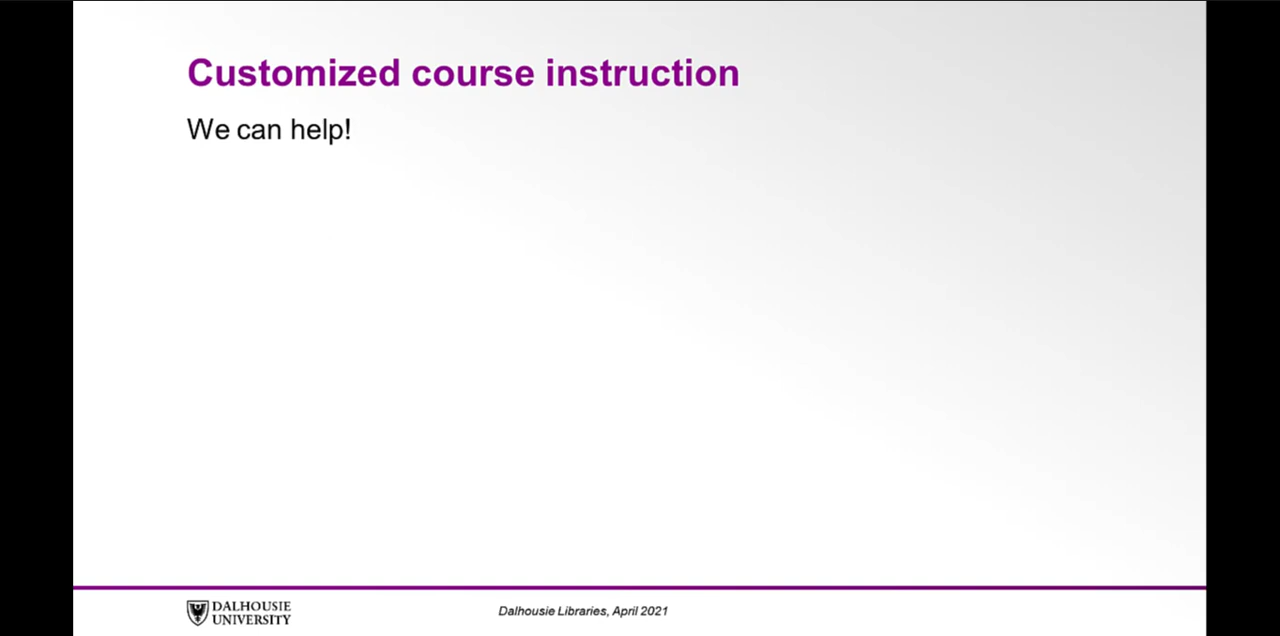 Customized course instruction
We can help!
DALHOUSIE
UNIVERSITY
Dalhousie Libraries, April 2021